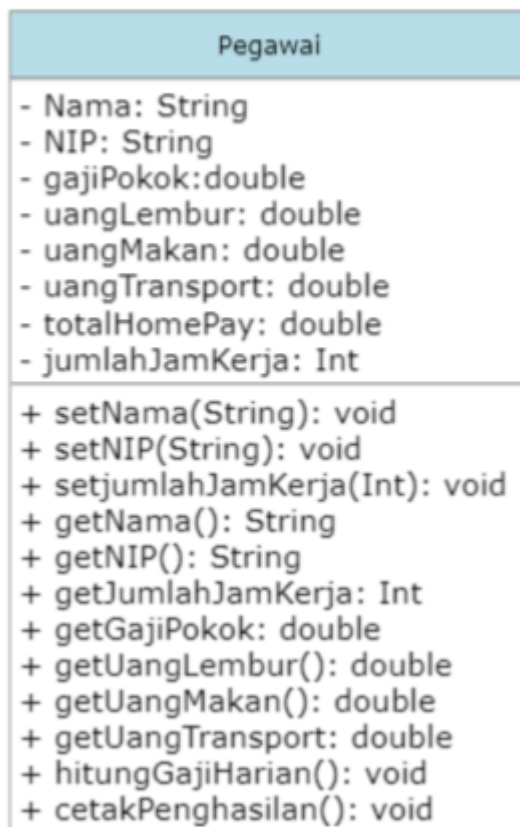 Pegawai
- Nama: String
- NIP: String
- gajiPokok:double
- uangLembur: double
- uangMakan: double
- uangTransport: double
- totalHomePay: double
- jumlahJamKerja: Int
+ setNama(String): void
+ setNIP(String): void
+ setjumlahJamKerja(Int): void
+ getNama(): String
+ getNIP(): String
+ getJumlahJamKerja: Int
+ getGajiPokok: double
+ getUangLembur(): double
+ getUangMakan(): double
+ getUangTransport: double
+ hitungGajiHarian(): void
+ cetakPenghasilan(): void